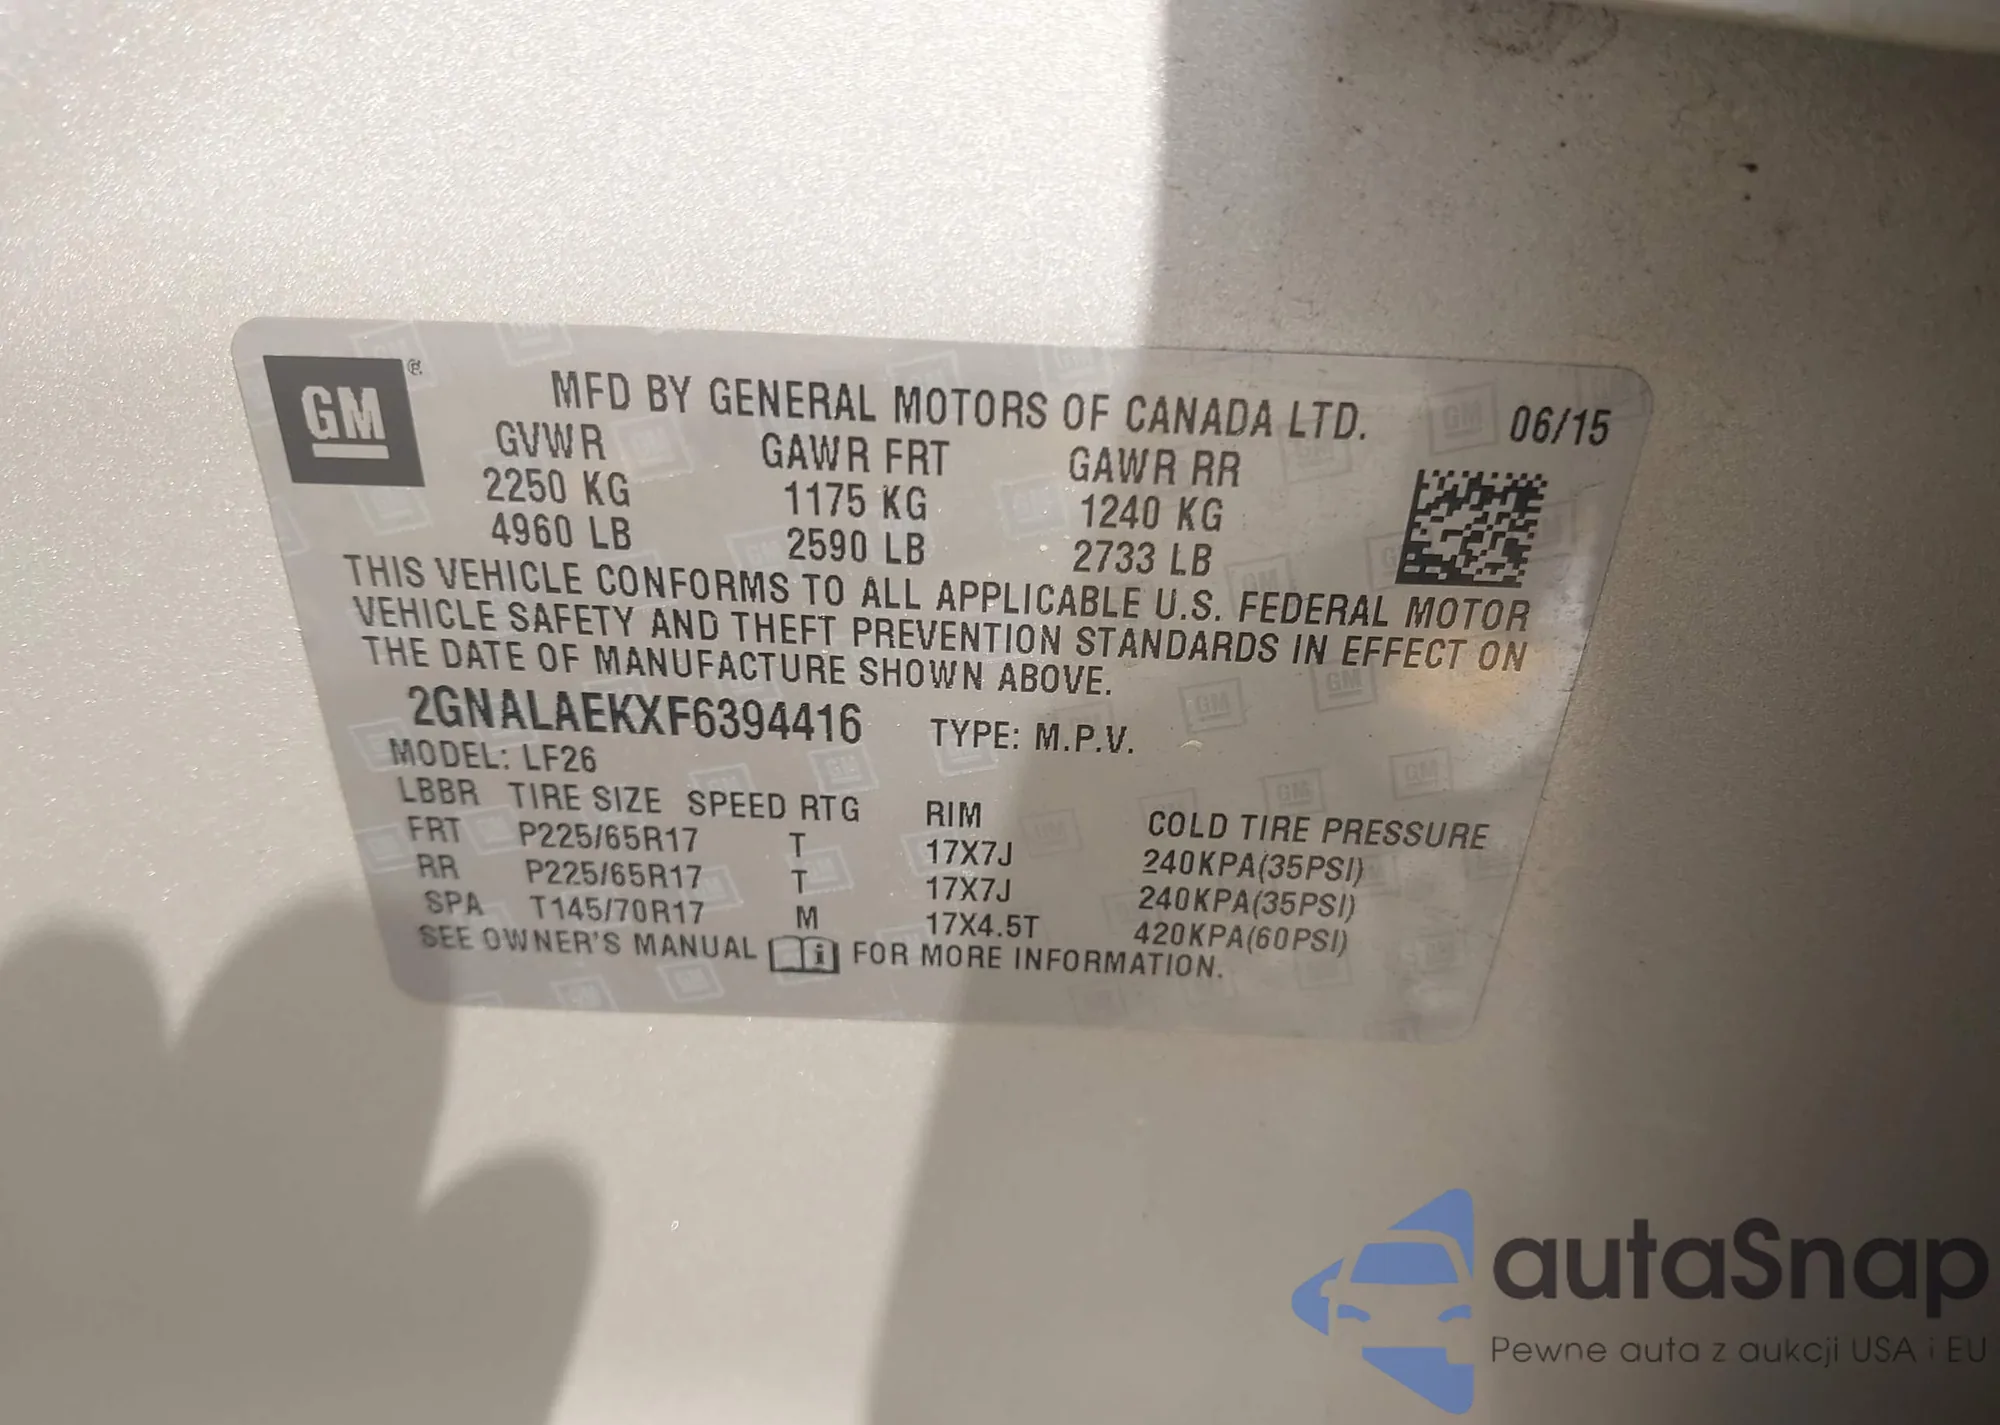 GM ®
MFD BY GENERAL MOTORS OF CANADA LTD. 06/15
GVWR GAWR FRT GAWR RR
2250 KG 1175 KG 1240 KG
4960 LB 2590 LB 2733 LB
THIS VEHICLE CONFORMS TO ALL APPLICABLE U.S. FEDERAL MOTOR
VEHICLE SAFETY AND THEFT PREVENTION STANDARDS IN EFFECT ON
THE DATE OF MANUFACTURE SHOWN ABOVE.
2GNALAEKXF6394416 TYPE: M.P.V.
MODEL: LF26
LBBR TIRE SIZE SPEED RTG RIM COLD TIRE PRESSURE
FRT P225/65R17 T 17X7J 240KPA(35PSI)
RR P225/65R17 T 17X7J 240KPA(35PSI)
SPA T145/70R17 M 17X4.5T 420KPA(60PSI)
SEE OWNER'S MANUAL i FOR MORE INFORMATION.
autaSnap
Pewne auta z aukcji USA i EU